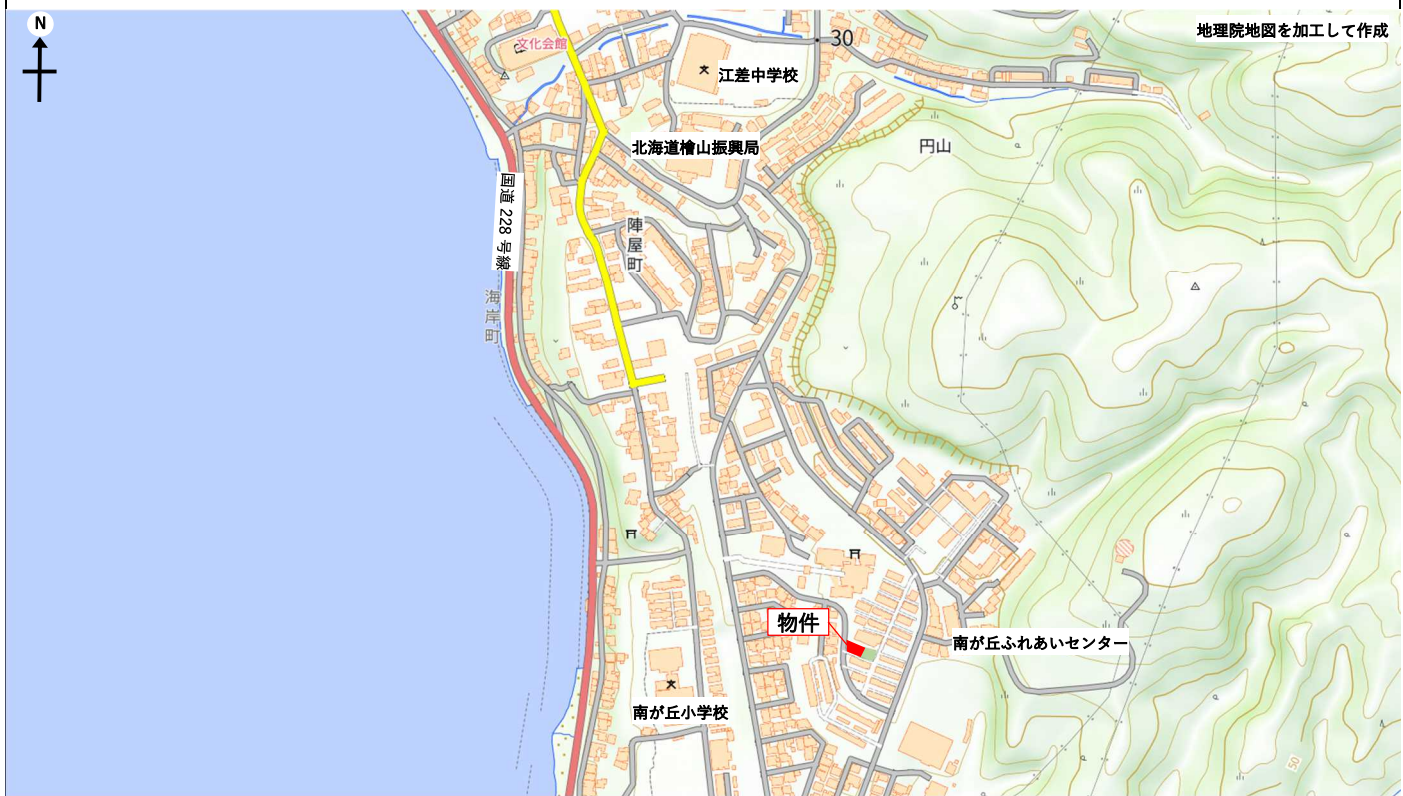 N
地理院地図を加工して作成
文化会館
30
江差中学校
北海道檜山振興局
円山
国道 228 号線
陣屋町
海岸町
物件
南が丘ふれあいセンター
南が丘小学校
50